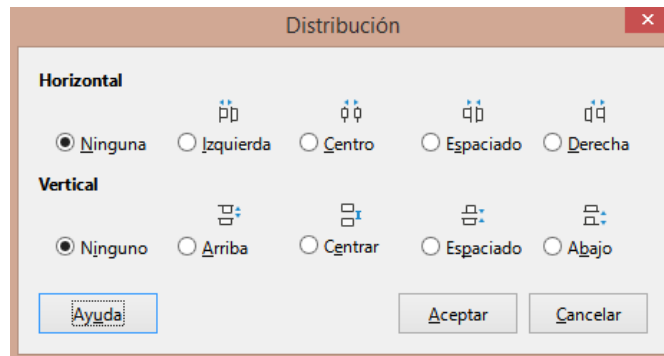 Distribución
Horizontal
Ninguna Izquierda Centro Espaciado Derecha
Vertical
Ninguno Arriba Centrar Espaciado Abajo
Ayuda Aceptar Cancelar